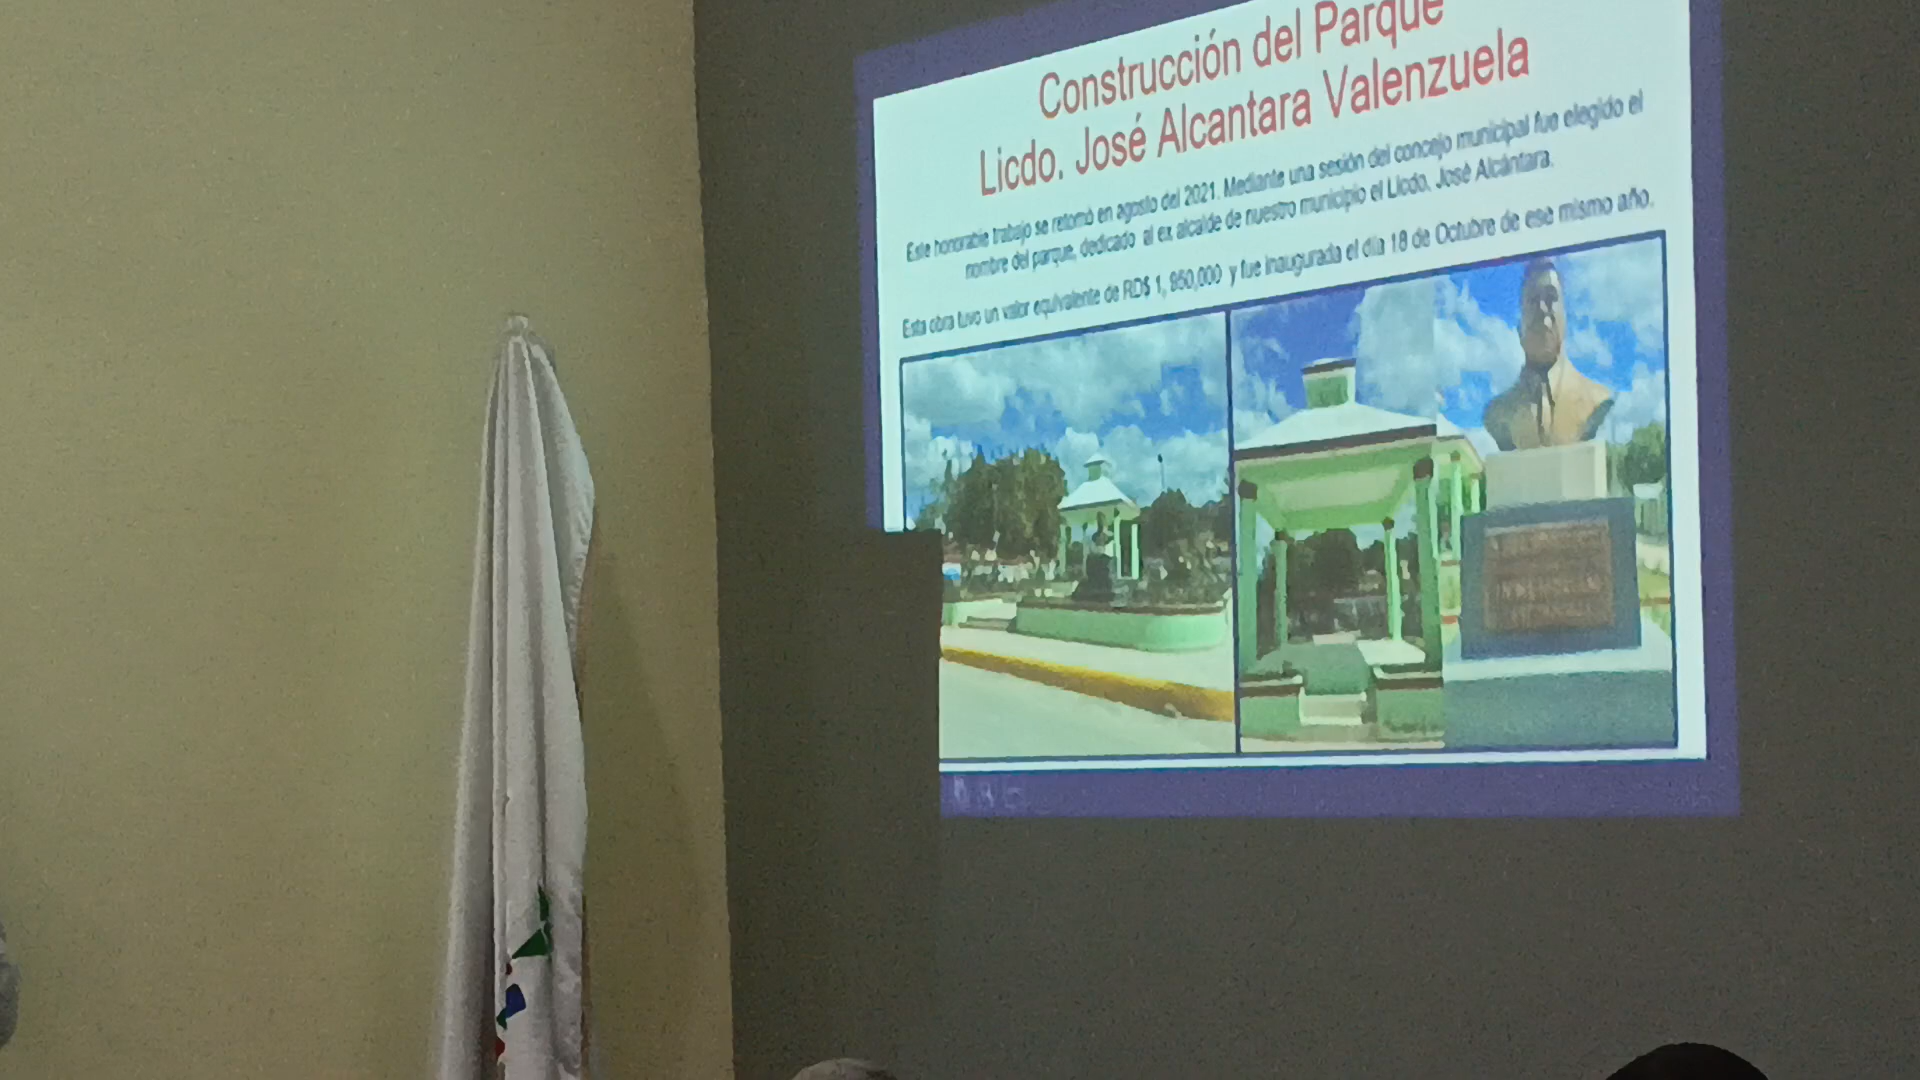 Construcción del Parque
Licdo. José Alcantara Valenzuela
Este honorable trabajo se retomó en agosto del 2021. Mediante una sesión del concejo municipal fue elegido el
nombre del parque, dedicado al ex alcalde de nuestro municipio el Licdo. José Alcántara.
Esta obra tuvo un valor equivalente de RD$ 1, 950,000 y fue inaugurada el día 18 de Octubre de ese mismo año.